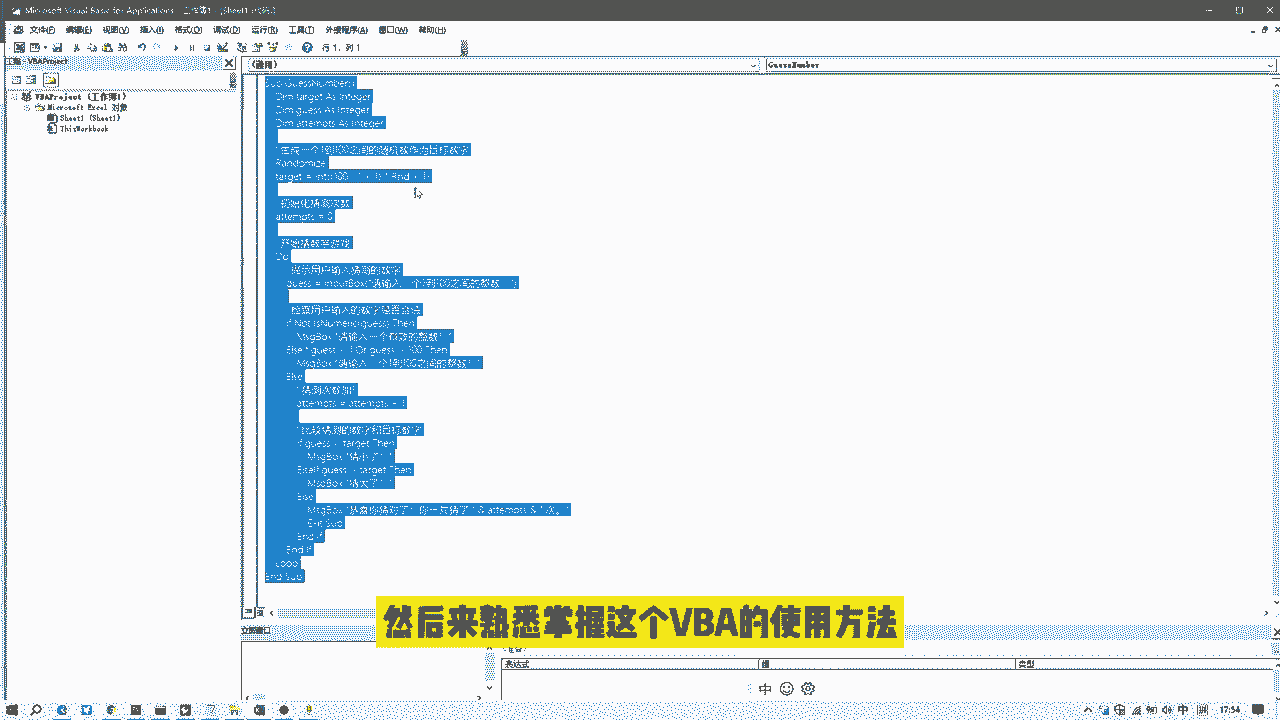 Microsoft Visual Basic for Applications - 工作簿1 - [Sheet1 (代码)]
文件(F) 编辑(E) 视图(V) 插入(I) 格式(O) 调试(D) 运行(R) 工具(T) 外接程序(A) 窗口(W) 帮助(H)
行 1, 列 1
工程 - VBAProject
(通用)
GuessNumber
VBAProject (工作簿1)
Microsoft Excel 对象
Sheet1 (Sheet1)
ThisWorkbook
Sub GuessNumber()
Dim target As Integer
Dim guess As Integer
Dim attempts As Integer
生成一个1到100之间的随机数作为目标数字
Randomize
target = Int((100 - 1 + 1) * Rnd + 1)
初始化猜测次数
attempts = 0
开始猜数字游戏
Do
提示用户输入猜测的数字
guess = InputBox("请输入一个1到100之间的整数
检查用户输入的数字是否合法
If Not IsNumeric(guess) Then
MsgBox "请输入一个有效的整数
ElseIf guess < 1 Or guess > 100 Then
MsgBox "请输入一个1到100之间的整数
Else
猜测次数加1
attempts = attempts + 1
比较猜测的数字和目标数字
If guess < target Then
MsgBox "猜小了
ElseIf guess > target Then
MsgBox "猜大了
Else
MsgBox "恭喜你猜对了！你一共猜了" & attempts & "次。"
Exit Sub
End If
End If
Loop
End Sub
然后来熟悉掌握这个VBA的使用方法
立即窗口
表达式 值 类型
中
中 17:54